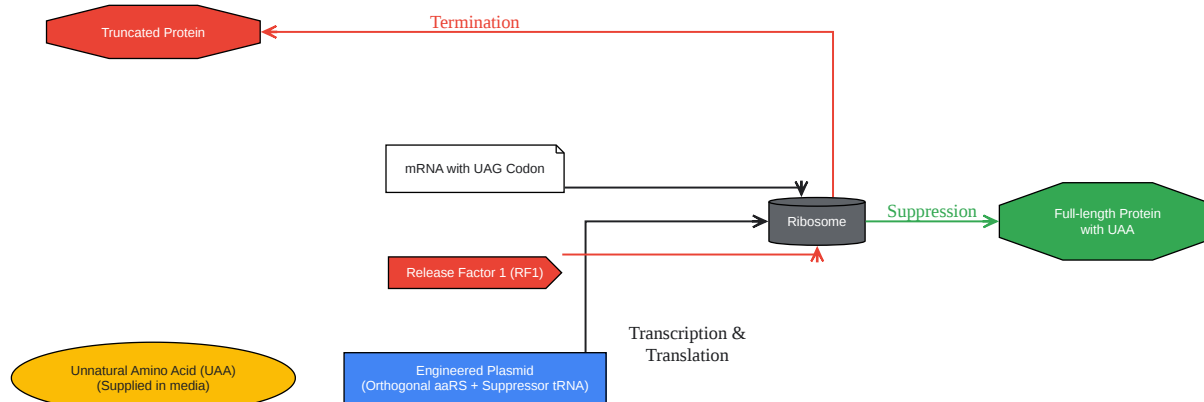 Termination
Truncated Protein
mRNA with UAG Codon
Ribosome
Suppression
Full-length Protein
with UAA
Release Factor 1 (RF1)
Transcription &
Translation
Unnatural Amino Acid (UAA)
(Supplied in media)
Engineered Plasmid
(Orthogonal aaRS + Suppressor tRNA)